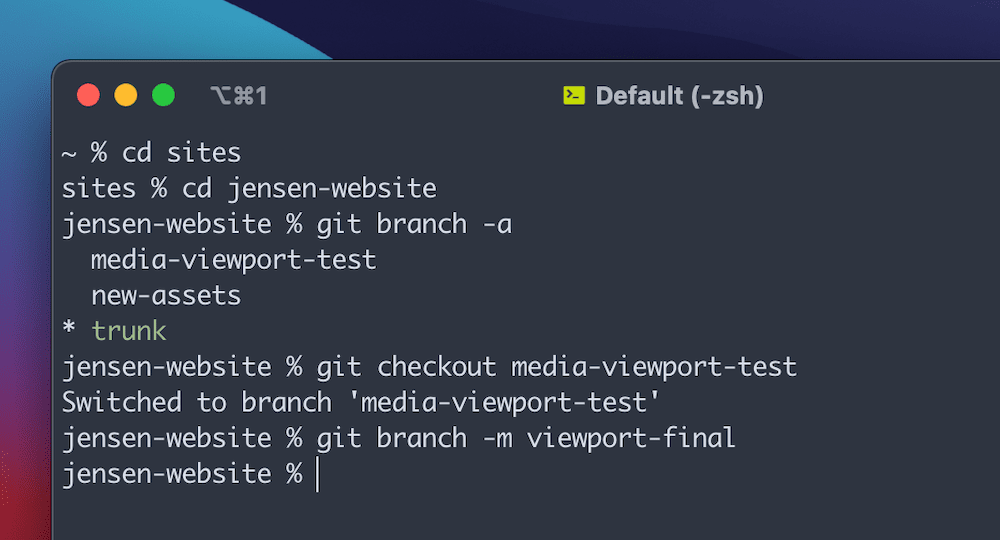 ⌥⌘1
Default (-zsh)
~ % cd sites
sites % cd jensen-website
jensen-website % git branch -a
media-viewport-test
new-assets
* trunk
jensen-website % git checkout media-viewport-test
Switched to branch 'media-viewport-test'
jensen-website % git branch -m viewport-final
jensen-website %